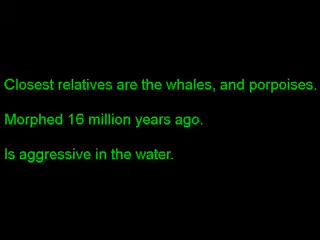 Closest relatives are the whales, and porpoises.
Morphed 16 million years ago.
Is aggressive in the water.